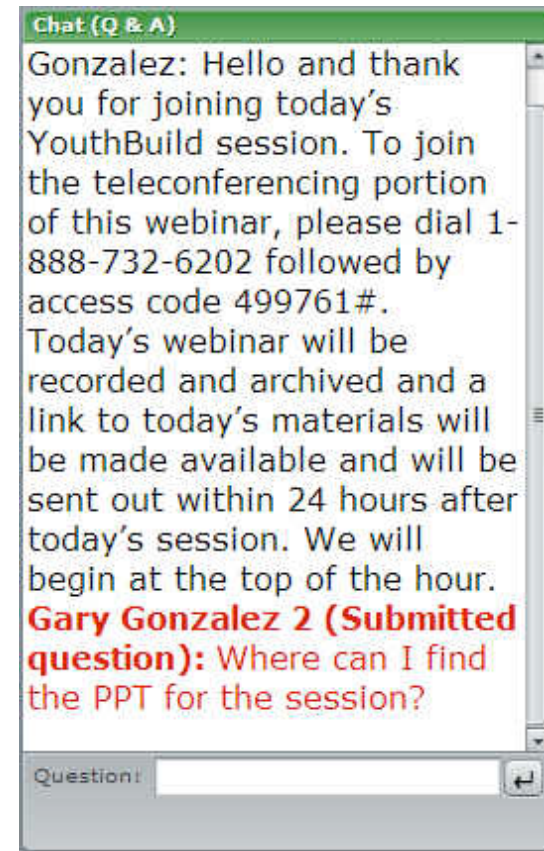 Chat (Q & A)
Gonzalez: Hello and thank
you for joining today’s
YouthBuild session. To join
the teleconferencing portion
of this webinar, please dial 1-
888-732-6202 followed by
access code 499761#.
Today’s webinar will be
recorded and archived and a
link to today’s materials will
be made available and will be
sent out within 24 hours after
today’s session. We will
begin at the top of the hour.
Gary Gonzalez 2 (Submitted
question): Where can I find
the PPT for the session?
Question: